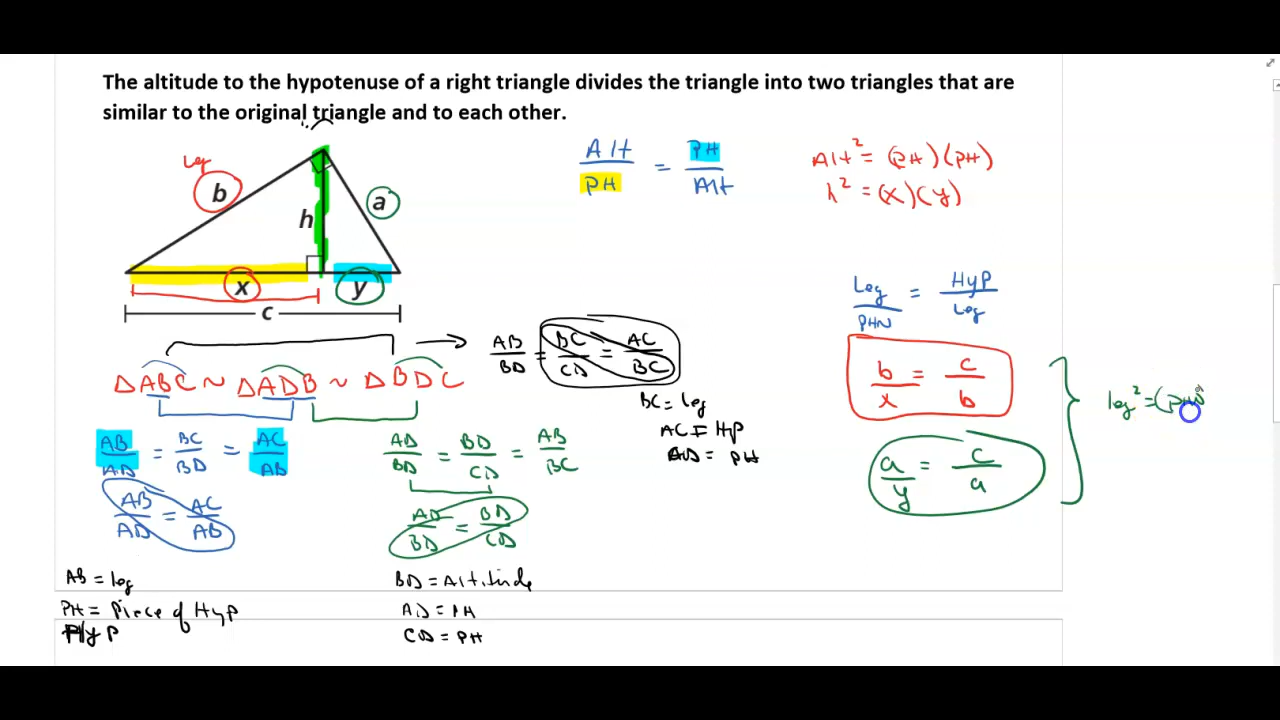 The altitude to the hypotenuse of a right triangle divides the triangle into two triangles that are
similar to the original triangle and to each other.
Leg
b
a
h
x
y
c
Alt/PH = PH/Alt
Alt² = (PH)(PH)
h² = (x)(y)
Leg/PHN = HyP/Leg
b/x = c/b
a/y = c/a
leg² = (PHN
ΔABC ~ ΔADB ~ ΔBDC
AB/BD = BC/CD = AC/BC
BC = leg
AC = HP
AD = PH
AB/AD = BC/BD = AC/AB
AB/AD = AC/AB
AD/BD = BD/CD = AB/BC
AD/BD = BD/CD
AB = leg
PH = Piece of HyP
HyP
BD = Altitude
AD = PH
CD = PH